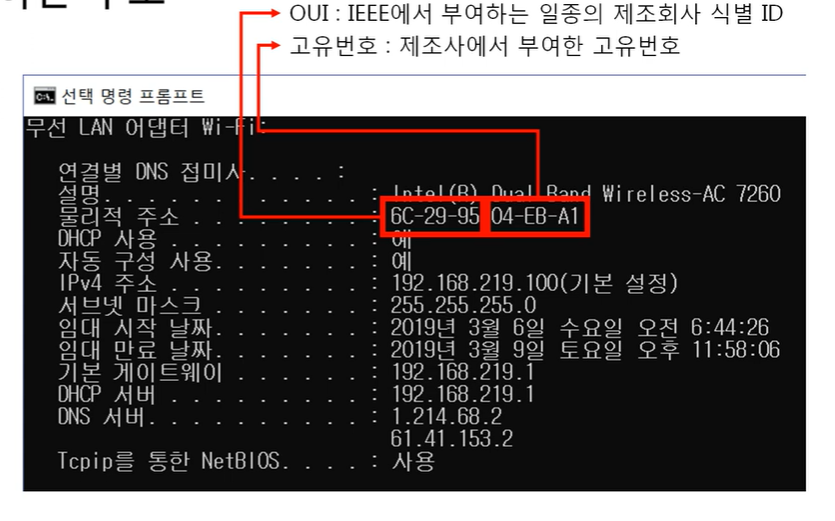 OUI : IEEE에서 부여하는 일종의 제조회사 식별 ID
고유번호 : 제조사에서 부여한 고유번호
선택 명령 프롬프트
무선 LAN 어댑터 Wi-Fi:
연결별 DNS 접미사. . . . :
설명. . . . . . . . . . . . : Intel(R) Dual Band Wireless-AC 7260
물리적 주소 . . . . . . . . : 6C-29-95-04-EB-A1
DHCP 사용 . . . . . . . . . : 예
자동 구성 사용. . . . . . . : 예
IPv4 주소 . . . . . . . . . : 192.168.219.100(기본 설정)
서브넷 마스크 . . . . . . . : 255.255.255.0
임대 시작 날짜. . . . . . . : 2019년 3월 6일 수요일 오전 6:44:26
임대 만료 날짜. . . . . . . : 2019년 3월 9일 토요일 오후 11:58:06
기본 게이트웨이 . . . . . . : 192.168.219.1
DHCP 서버 . . . . . . . . . : 192.168.219.1
DNS 서버. . . . . . . . . . : 1.214.68.2
61.41.153.2
Tcpip를 통한 NetBIOS. . . . : 사용